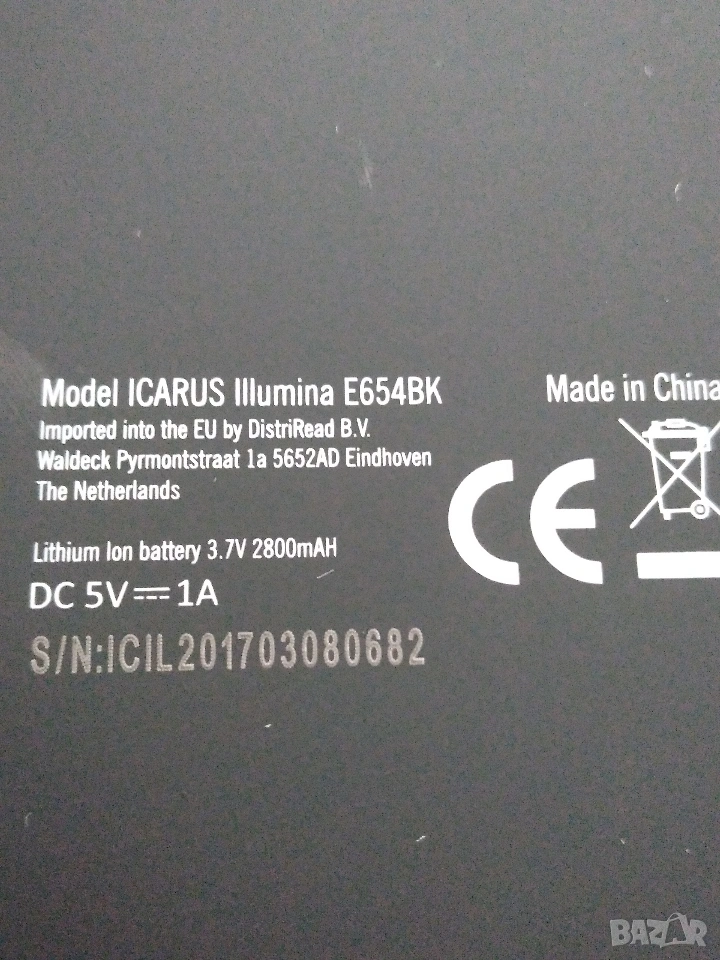 Model ICARUS Illumina E654BK
Made in China
Imported into the EU by DistriRead B.V.
Waldeck Pyrmontstraat 1a 5652AD Eindhoven
The Netherlands
CE
Lithium Ion battery 3.7V 2800mAH
DC 5V⎓1A
S/N:ICIL201703080682
BAZAR